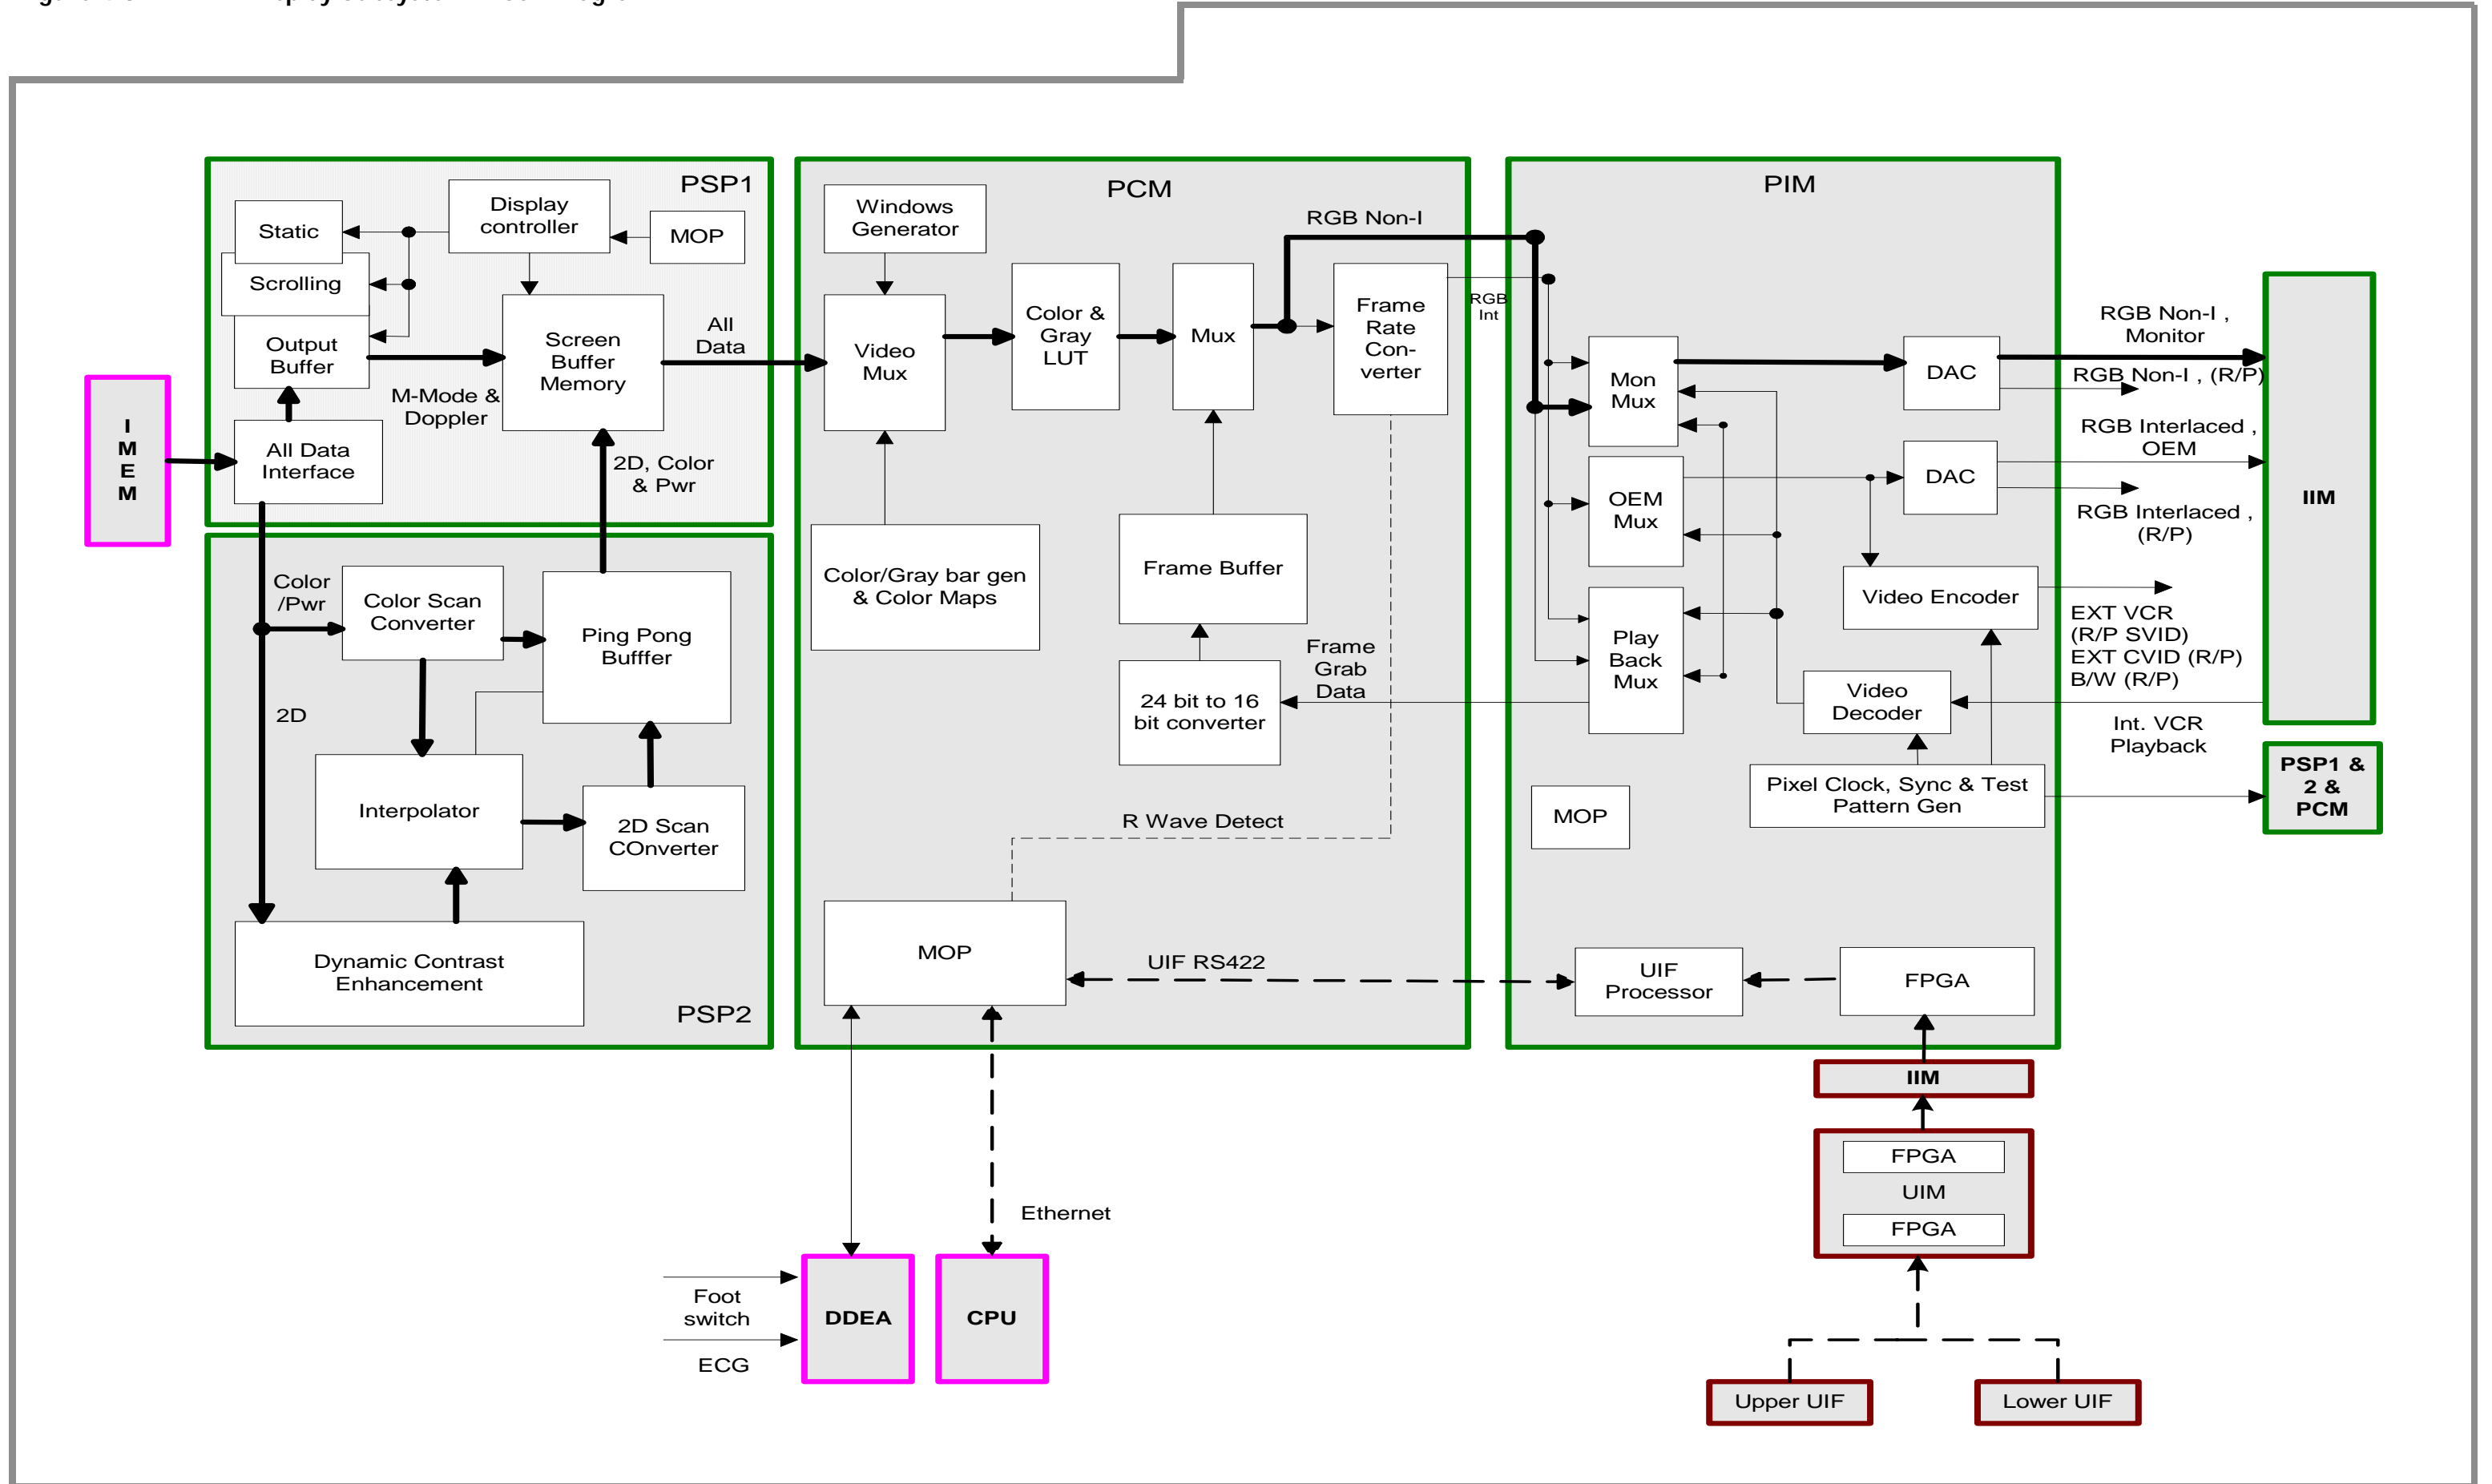 PSP1
Static
Scrolling
Output
Buffer
Display
controller
MOP
Screen
Buffer
Memory
M-Mode &
Doppler
All Data
Interface
2D, Color
& Pwr
All
Data
I
M
E
M
Color
/Pwr
2D
Color Scan
Converter
Ping Pong
Bufffer
Interpolator
2D Scan
COnverter
Dynamic Contrast
Enhancement
PSP2
PCM
Windows
Generator
Video
Mux
Color &
Gray
LUT
Mux
RGB Non-I
Frame
Rate
Con-
verter
RGB
Int
Color/Gray bar gen
& Color Maps
Frame Buffer
24 bit to 16
bit converter
Frame
Grab
Data
R Wave Detect
MOP
UIF RS422
PIM
Mon
Mux
OEM
Mux
Play
Back
Mux
DAC
DAC
Video Encoder
Video
Decoder
Pixel Clock, Sync & Test
Pattern Gen
MOP
UIF
Processor
FPGA
RGB Non-I ,
Monitor
RGB Non-I , (R/P)
RGB Interlaced ,
OEM
RGB Interlaced ,
(R/P)
EXT VCR
(R/P SVID)
EXT CVID (R/P)
B/W (R/P)
Int. VCR
Playback
IIM
PSP1 &
2 &
PCM
IIM
FPGA
UIM
FPGA
Upper UIF
Lower UIF
Ethernet
Foot
switch
ECG
DDEA
CPU